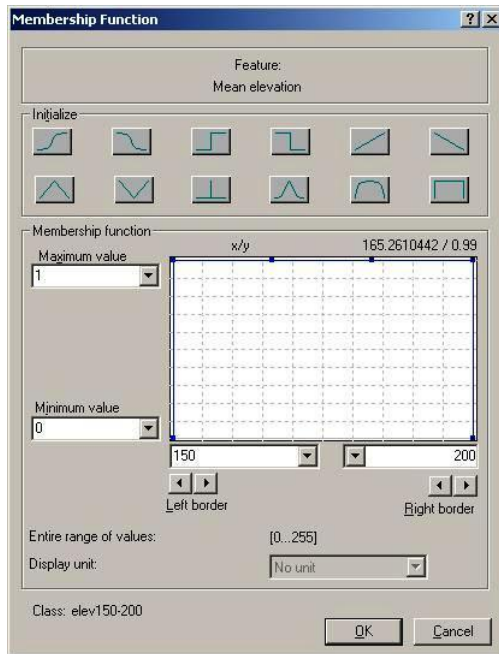 Membership Function
Feature:
Mean elevation
Initialize
Membership function
x/y 165.2610442 / 0.99
Maximum value
1
Minimum value
0
150 200
Left border Right border
Entire range of values: [0...255]
Display unit: No unit
Class: elev150-200
OK Cancel